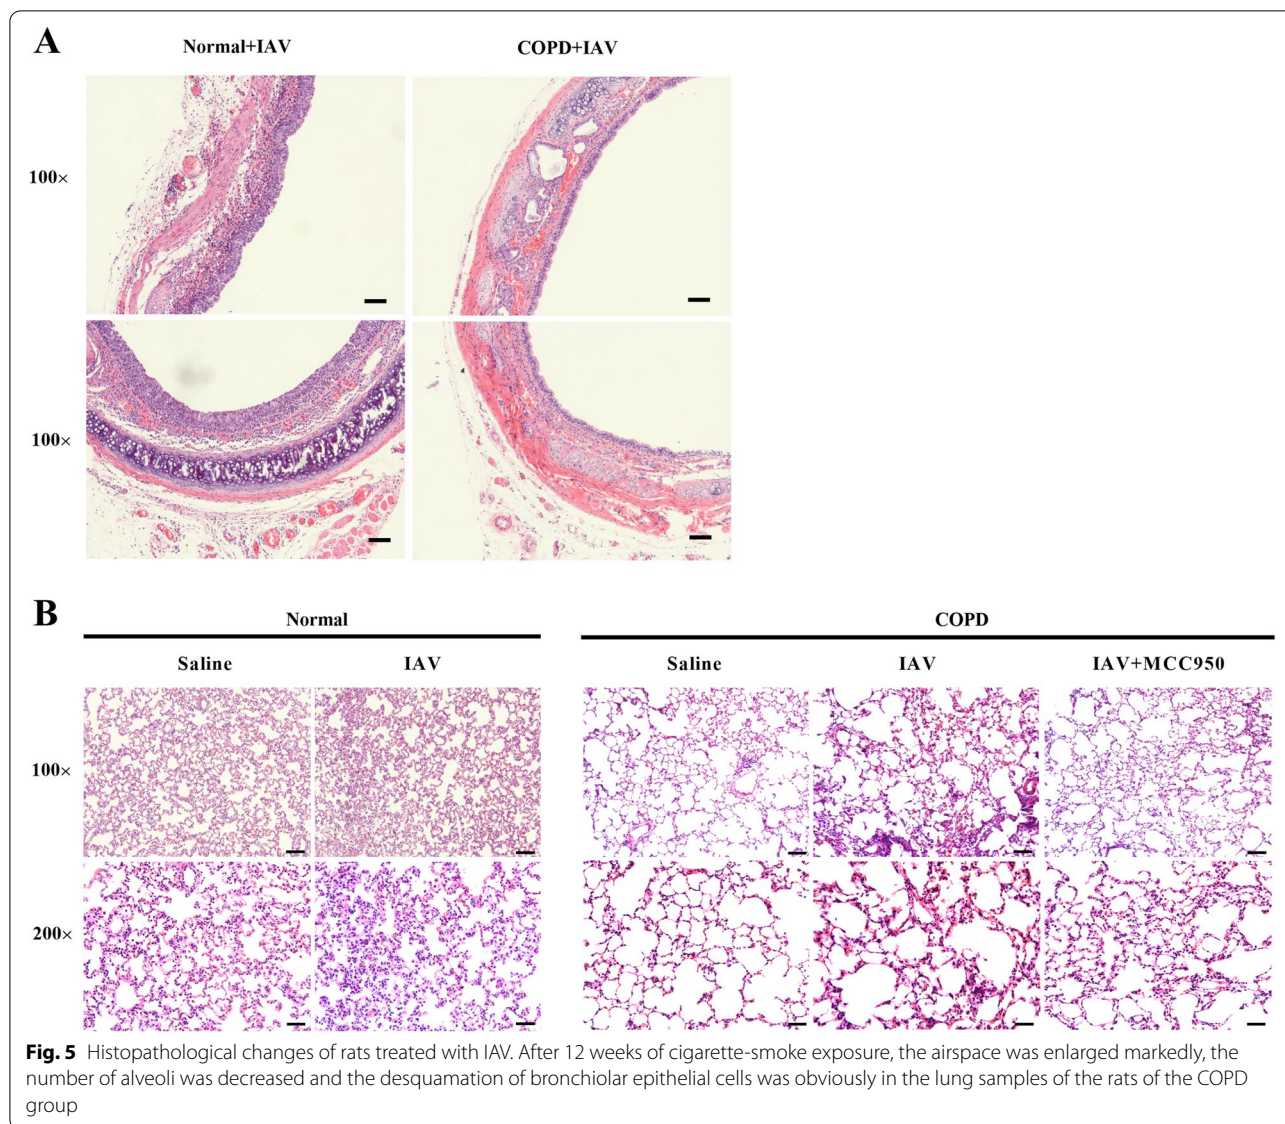 A
Normal+IAV
COPD+IAV
100×
100×
B
Normal
COPD
Saline
IAV
Saline
IAV
IAV+MCC950
100×
200×
Fig. 5 Histopathological changes of rats treated with IAV. After 12 weeks of cigarette-smoke exposure, the airspace was enlarged markedly, the
number of alveoli was decreased and the desquamation of bronchiolar epithelial cells was obviously in the lung samples of the rats of the COPD
group